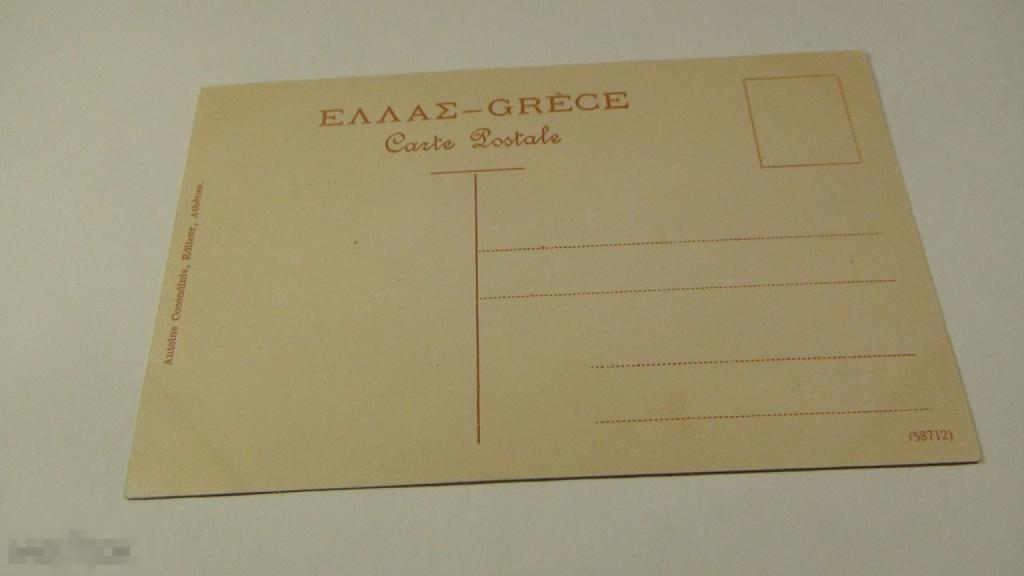 ΕΛΛΑΣ–GRÈCE
Carte Postale
Antoine Cocondinis, Editeur, Athènes.
(58712)